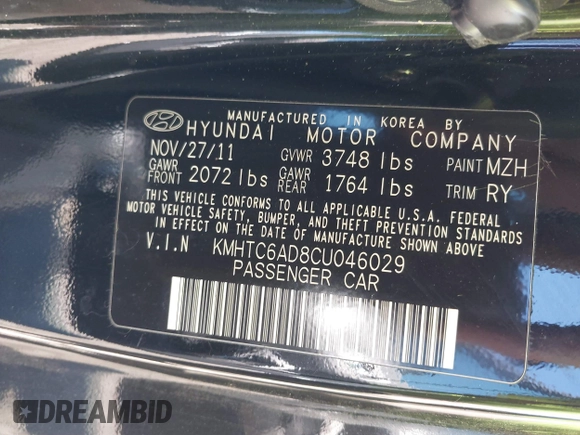 MANUFACTURED IN KOREA BY
HYUNDAI MOTOR COMPANY
NOV/27/11 GVWR 3748 lbs PAINT MZH
GAWR FRONT 2072 lbs GAWR REAR 1764 lbs TRIM RY
THIS VEHICLE CONFORMS TO ALL APPLICABLE U.S.A. FEDERAL
MOTOR VEHICLE SAFETY, BUMPER, AND THEFT PREVENTION STANDARDS
IN EFFECT ON THE DATE OF MANUFACTURE SHOWN ABOVE
V.I.N KMHTC6AD8CU046029
PASSENGER CAR
DREAMBID